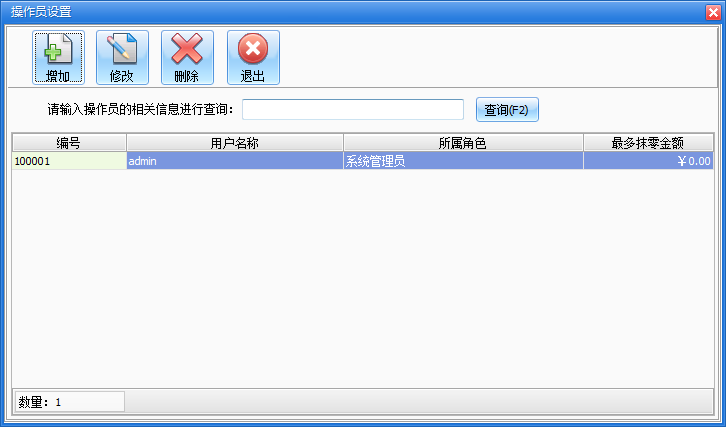 操作员设置
增加 修改 删除 退出
请输入操作员的相关信息进行查询： 查询(F2)
编号 用户名称 所属角色 最多抹零金额
100001 admin 系统管理员 ￥0.00
数量：1